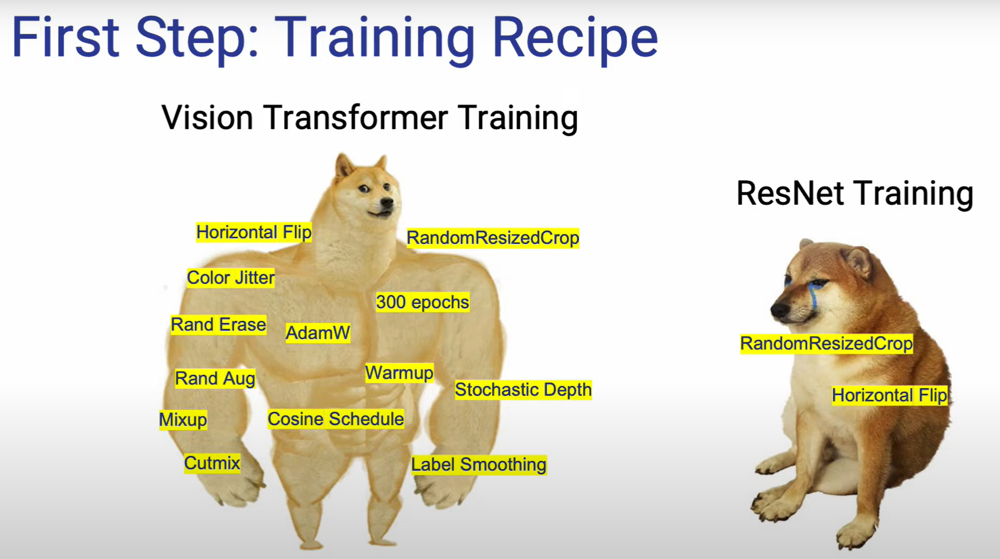 First Step: Training Recipe
Vision Transformer Training
Horizontal Flip
RandomResizedCrop
Color Jitter
300 epochs
Rand Erase
AdamW
Rand Aug
Warmup
Stochastic Depth
Mixup
Cosine Schedule
Cutmix
Label Smoothing
ResNet Training
RandomResizedCrop
Horizontal Flip